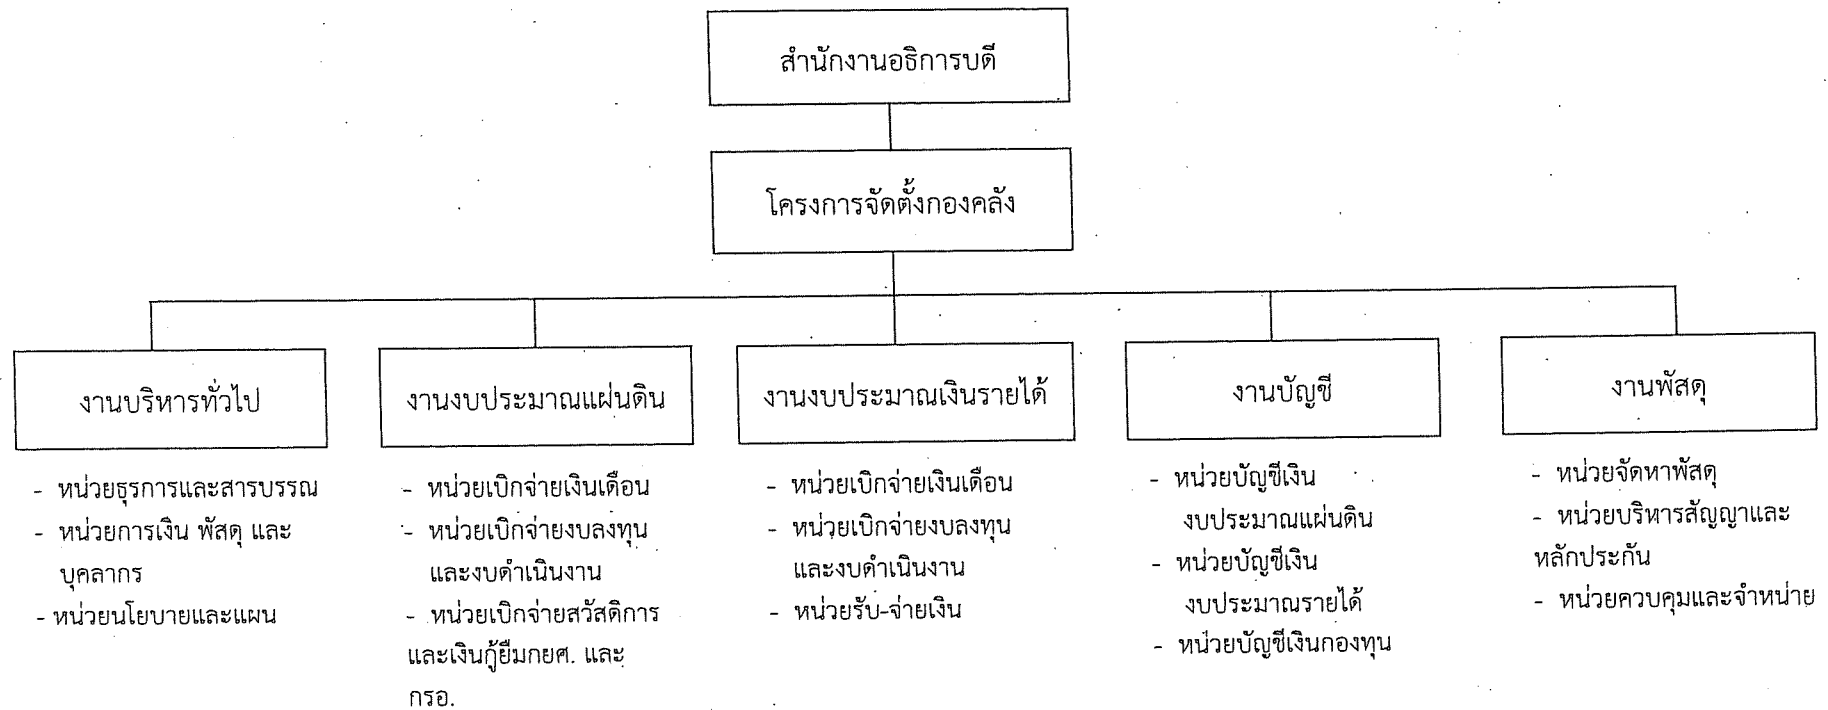 สำนักงานอธิการบดี
โครงการจัดตั้งกองคลัง
งานบริหารทั่วไป
- หน่วยธุรการและสารบรรณ
- หน่วยการเงิน พัสดุ และ
บุคลากร
- หน่วยนโยบายและแผน
งานงบประมาณแผ่นดิน
- หน่วยเบิกจ่ายเงินเดือน
- หน่วยเบิกจ่ายงบลงทุน
และงบดำเนินงาน
- หน่วยเบิกจ่ายสวัสดิการ
และเงินกู้ยืมกยศ. และ
กรอ.
งานงบประมาณเงินรายได้
- หน่วยเบิกจ่ายเงินเดือน
- หน่วยเบิกจ่ายงบลงทุน
และงบดำเนินงาน
- หน่วยรับ-จ่ายเงิน
งานบัญชี
- หน่วยบัญชีเงิน
งบประมาณแผ่นดิน
- หน่วยบัญชีเงิน
งบประมาณรายได้
- หน่วยบัญชีเงินกองทุน
งานพัสดุ
- หน่วยจัดหาพัสดุ
- หน่วยบริหารสัญญาและ
หลักประกัน
- หน่วยควบคุมและจำหน่าย